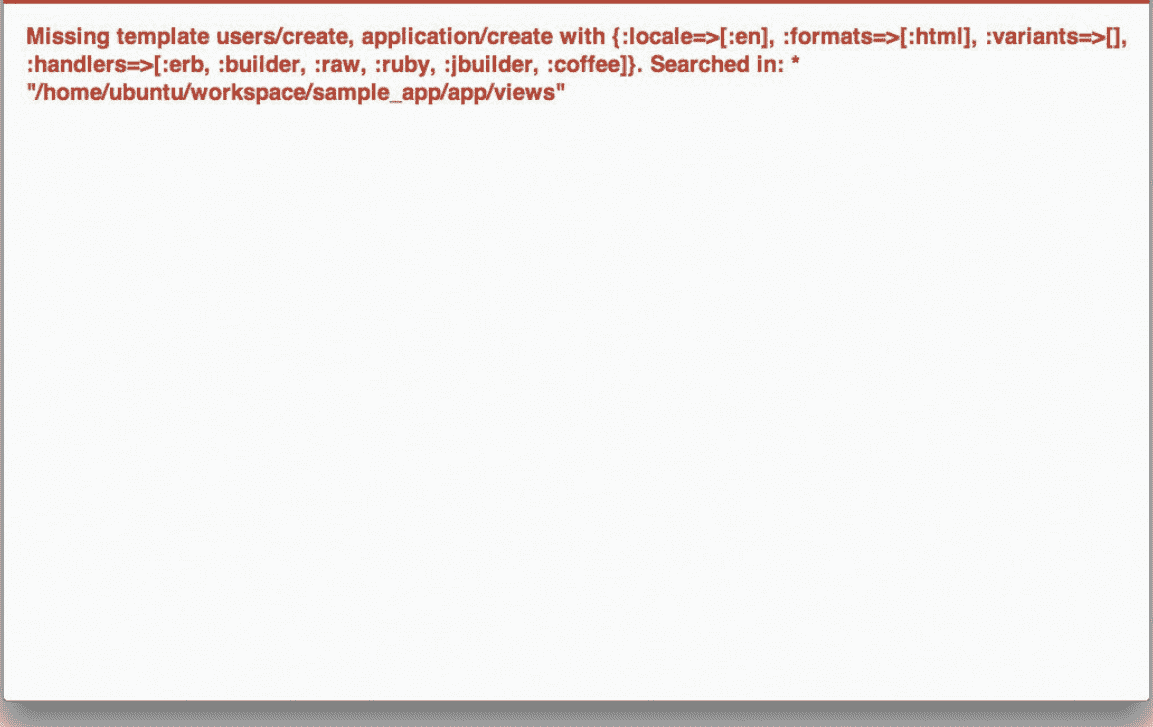 Missing template users/create, application/create with {:locale=>[:en], :formats=>[:html], :variants=>[],
:handlers=>[:erb, :builder, :raw, :ruby, :jbuilder, :coffee]}. Searched in: *
"/home/ubuntu/workspace/sample_app/app/views"